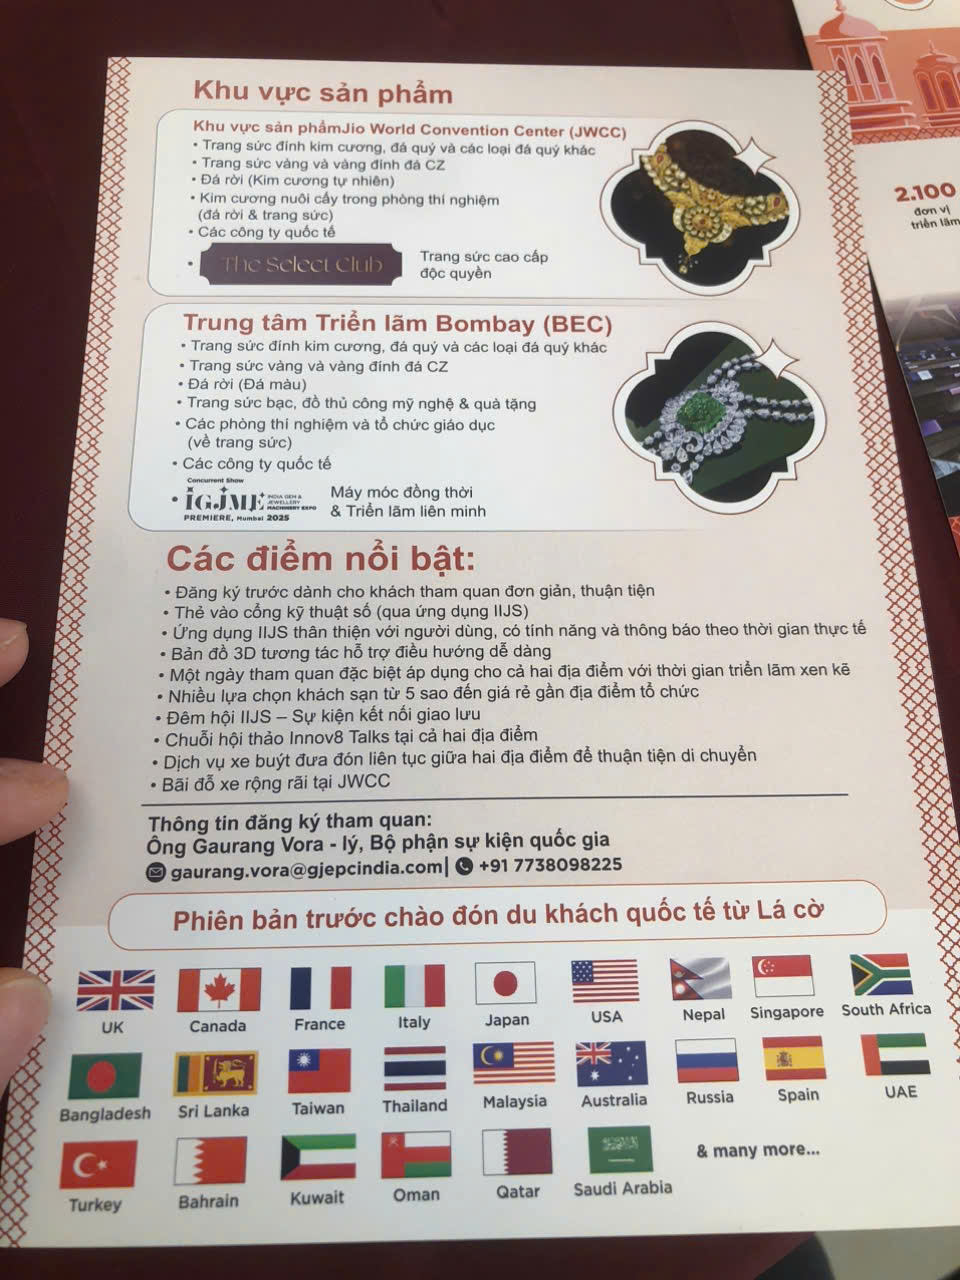 Khu vực sản phẩm
Khu vực sản phẩmJio World Convention Center (JWCC)
• Trang sức đính kim cương, đá quý và các loại đá quý khác
• Trang sức vàng và vàng đính đá CZ
• Đá rời (Kim cương tự nhiên)
• Kim cương nuôi cấy trong phòng thí nghiệm
(đá rời & trang sức)
• Các công ty quốc tế
• The Select Club
Trang sức cao cấp
độc quyền
Trung tâm Triển lãm Bombay (BEC)
• Trang sức đính kim cương, đá quý và các loại đá quý khác
• Trang sức vàng và vàng đính đá CZ
• Đá rời (Đá màu)
• Trang sức bạc, đồ thủ công mỹ nghệ & quà tặng
• Các phòng thí nghiệm và tổ chức giáo dục
(về trang sức)
• Các công ty quốc tế
Concurrent Show
• IGJME INDIA GEM &
JEWELLERY
MACHINERY EXPO
PREMIERE, Mumbai 2025
Máy móc đồng thời
& Triển lãm liên minh
Các điểm nổi bật:
• Đăng ký trước dành cho khách tham quan đơn giản, thuận tiện
• Thẻ vào cổng kỹ thuật số (qua ứng dụng IIJS)
• Ứng dụng IIJS thân thiện với người dùng, có tính năng và thông báo theo thời gian thực tế
• Bản đồ 3D tương tác hỗ trợ điều hướng dễ dàng
• Một ngày tham quan đặc biệt áp dụng cho cả hai địa điểm với thời gian triển lãm xen kẽ
• Nhiều lựa chọn khách sạn từ 5 sao đến giá rẻ gần địa điểm tổ chức
• Đêm hội IIJS – Sự kiện kết nối giao lưu
• Chuỗi hội thảo Innov8 Talks tại cả hai địa điểm
• Dịch vụ xe buýt đưa đón liên tục giữa hai địa điểm để thuận tiện di chuyển
• Bãi đỗ xe rộng rãi tại JWCC
Thông tin đăng ký tham quan:
Ông Gaurang Vora - lý, Bộ phận sự kiện quốc gia
gaurang.vora@gjepcindia.com| +91 7738098225
Phiên bản trước chào đón du khách quốc tế từ Lá cờ
UK Canada France Italy Japan USA Nepal Singapore South Africa
Bangladesh Sri Lanka Taiwan Thailand Malaysia Australia Russia Spain UAE
Turkey Bahrain Kuwait Oman Qatar Saudi Arabia & many more...
2.100
đơn vị
triển lãm